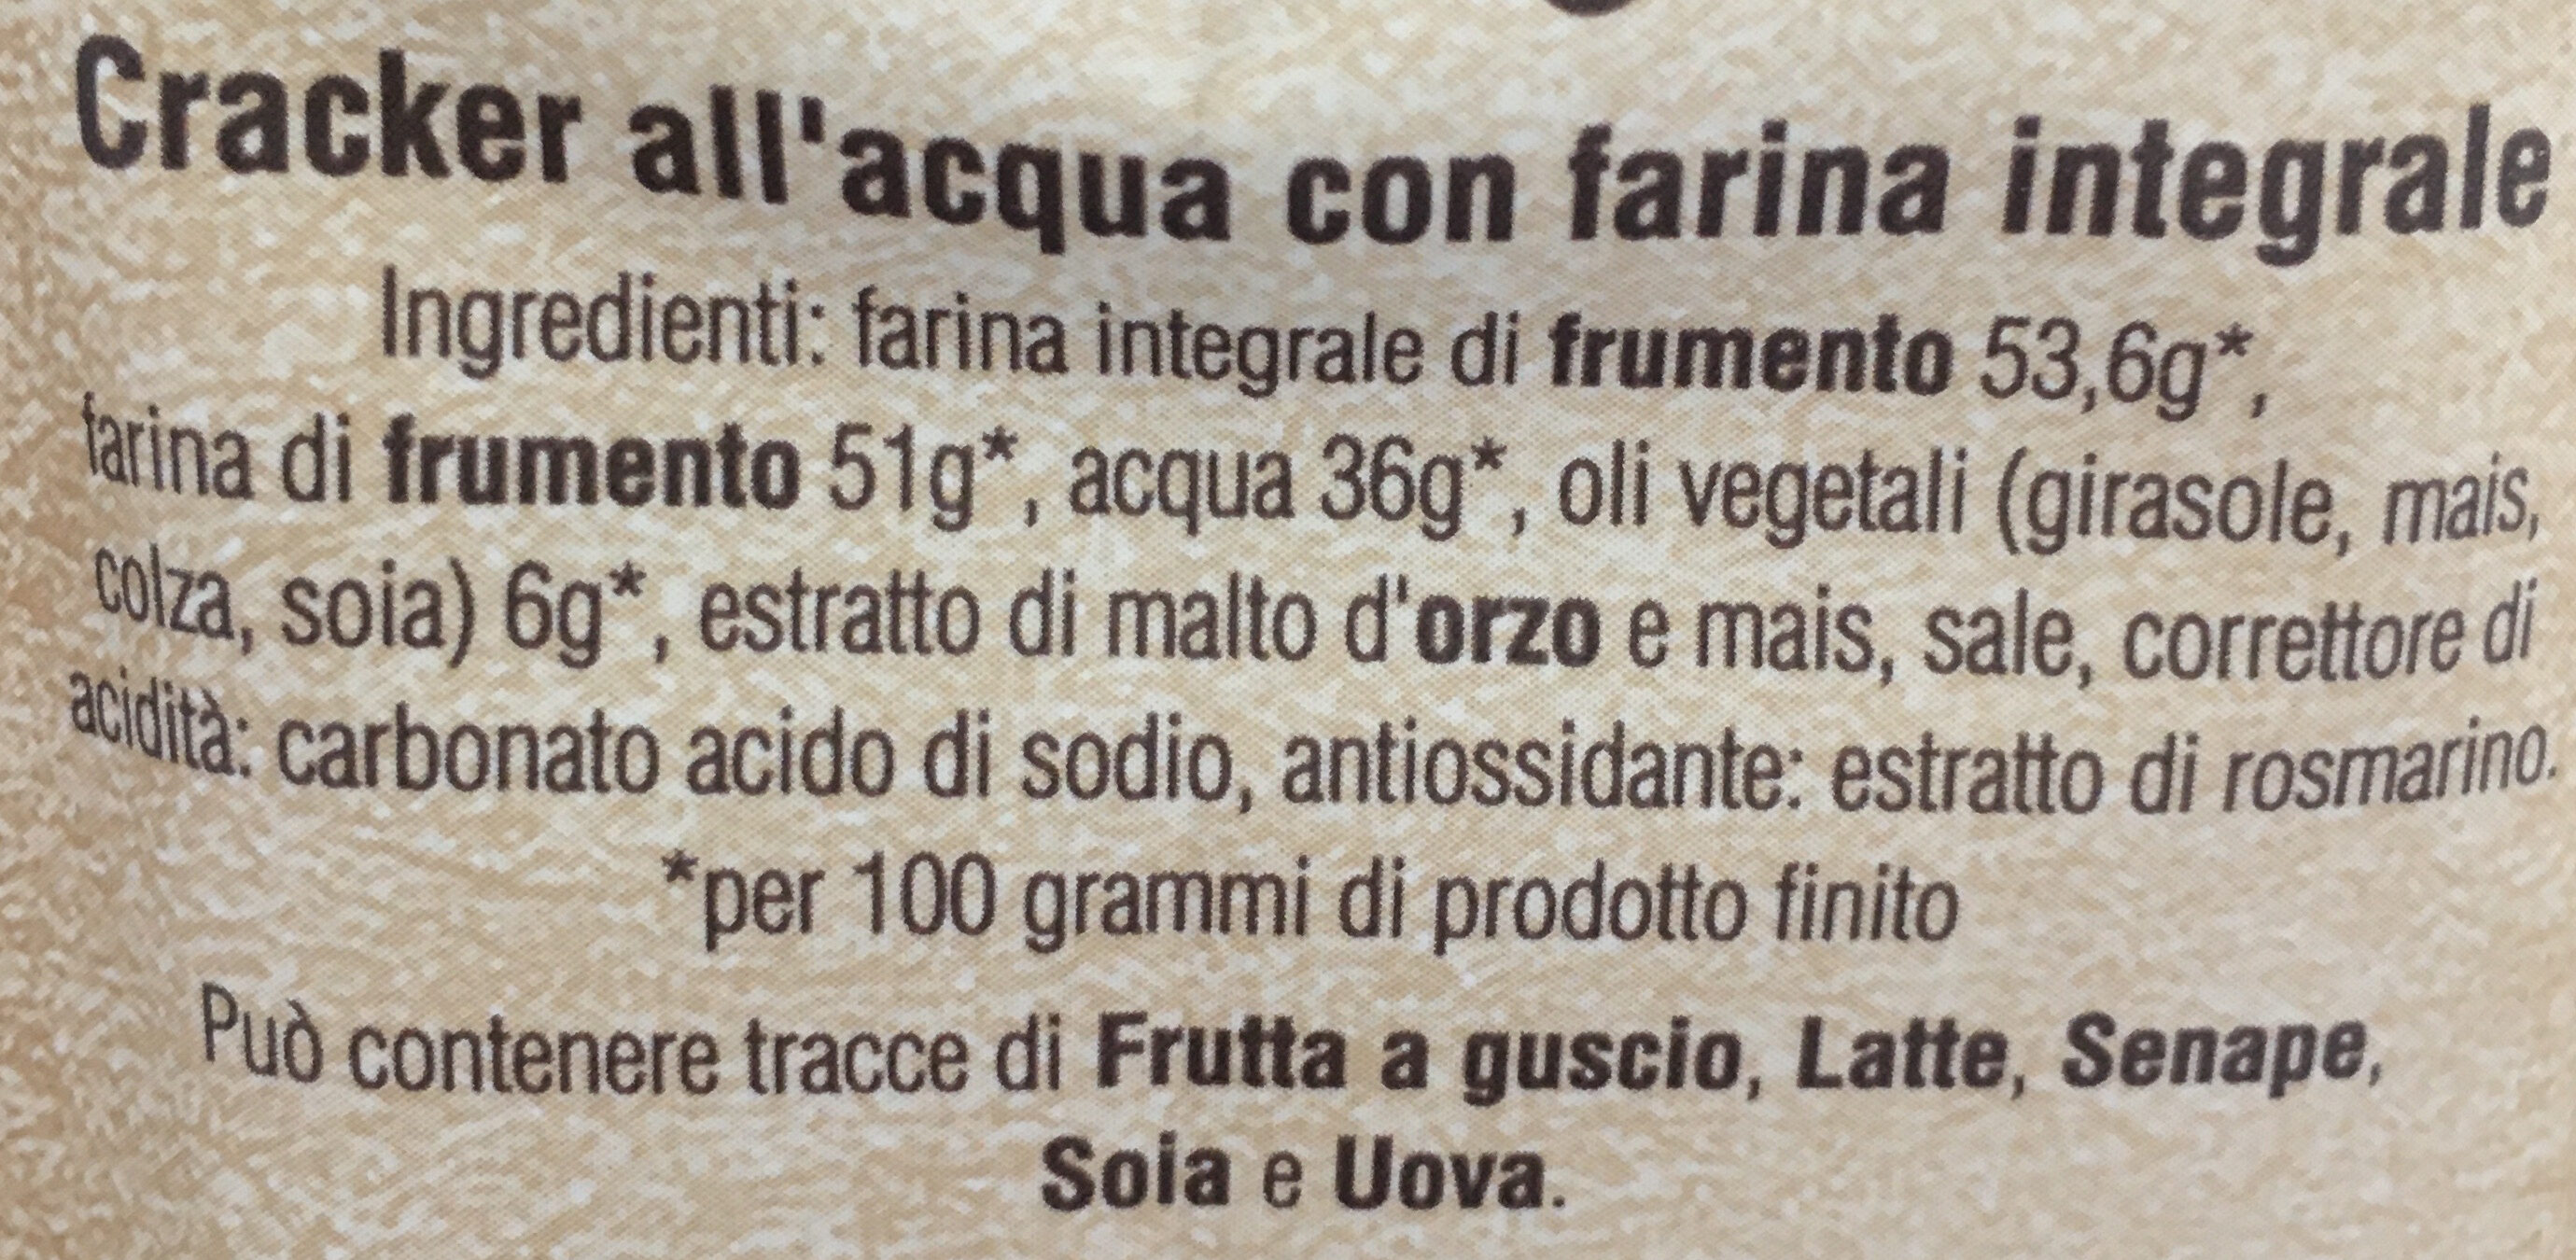 Cracker all'acqua con farina integrale
Ingredienti: farina integrale di frumento 53,6g*,
farina di frumento 51g*, acqua 36g*, oli vegetali (girasole, mais,
colza, soia) 6g*, estratto di malto d'orzo e mais, sale, correttore di
acidità: carbonato acido di sodio, antiossidante: estratto di rosmarino.
*per 100 grammi di prodotto finito
Può contenere tracce di Frutta a guscio, Latte, Senape,
Soia e Uova.